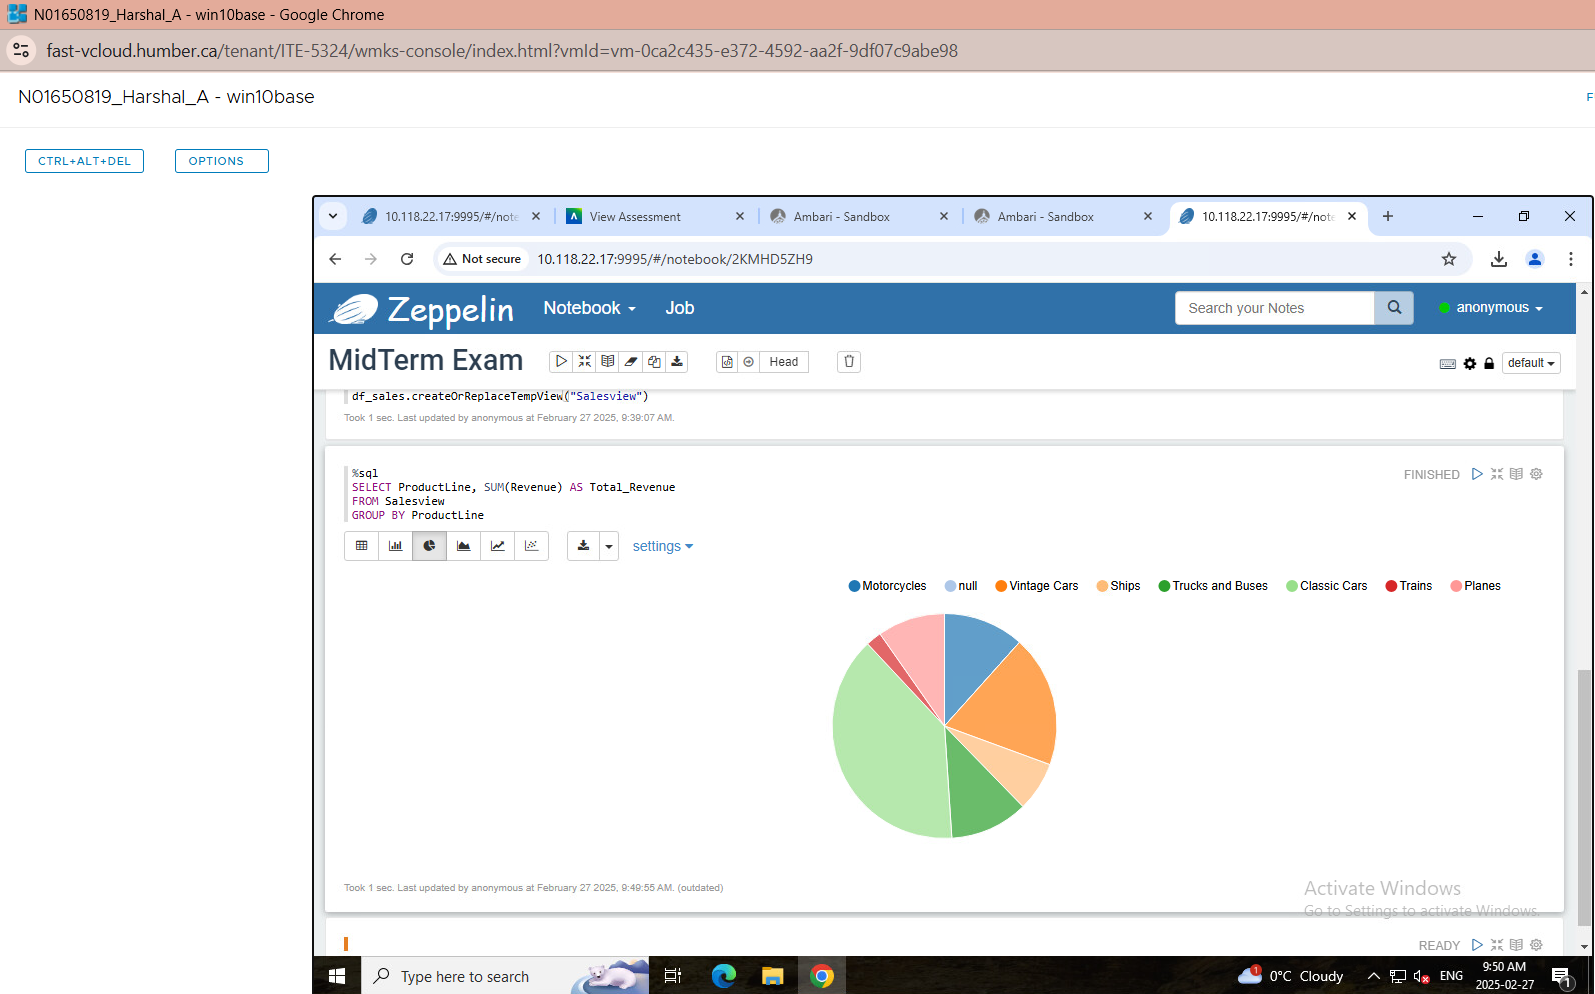 N01650819_Harshal_A - win10base - Google Chrome
fast-vcloud.humber.ca/tenant/ITE-5324/wmks-console/index.html?vmId=vm-0ca2c435-e372-4592-aa2f-9df07c9abe98
N01650819_Harshal_A - win10base
F
CTRL+ALT+DEL OPTIONS
10.118.22.17:9995/#/note View Assessment Ambari - Sandbox Ambari - Sandbox 10.118.22.17:9995/#/note
Not secure 10.118.22.17:9995/#/notebook/2KMHD5ZH9
Zeppelin Notebook Job Search your Notes anonymous
MidTerm Exam Head default
df_sales.createOrReplaceTempView("Salesview")
Took 1 sec. Last updated by anonymous at February 27 2025, 9:39:07 AM.
%sql
FINISHED
SELECT ProductLine, SUM(Revenue) AS Total_Revenue
FROM Salesview
GROUP BY ProductLine
settings
Motorcycles null Vintage Cars Ships Trucks and Buses Classic Cars Trains Planes
Took 1 sec. Last updated by anonymous at February 27 2025, 9:49:55 AM. (outdated)
Activate Windows
Go to Settings to activate Windows.
READY
Type here to search 1 0°C Cloudy ENG 9:50 AM
2025-02-27 1